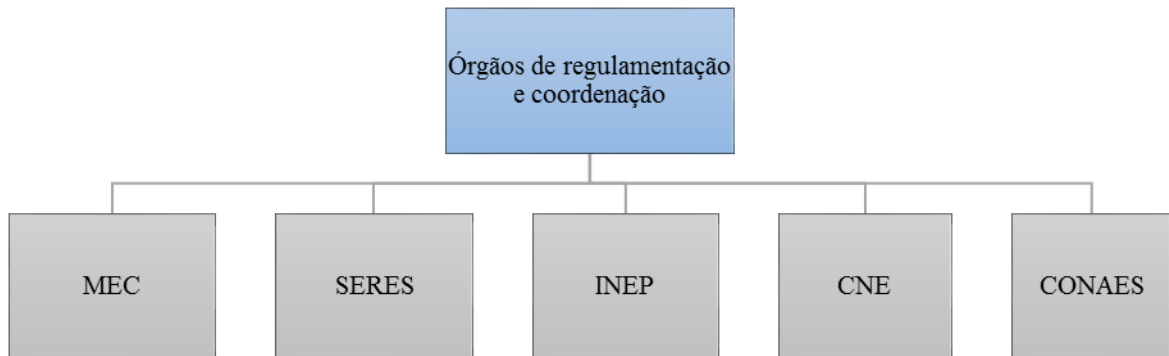 Órgãos de regulamentação
e coordenação
MEC
SERES
INEP
CNE
CONAES